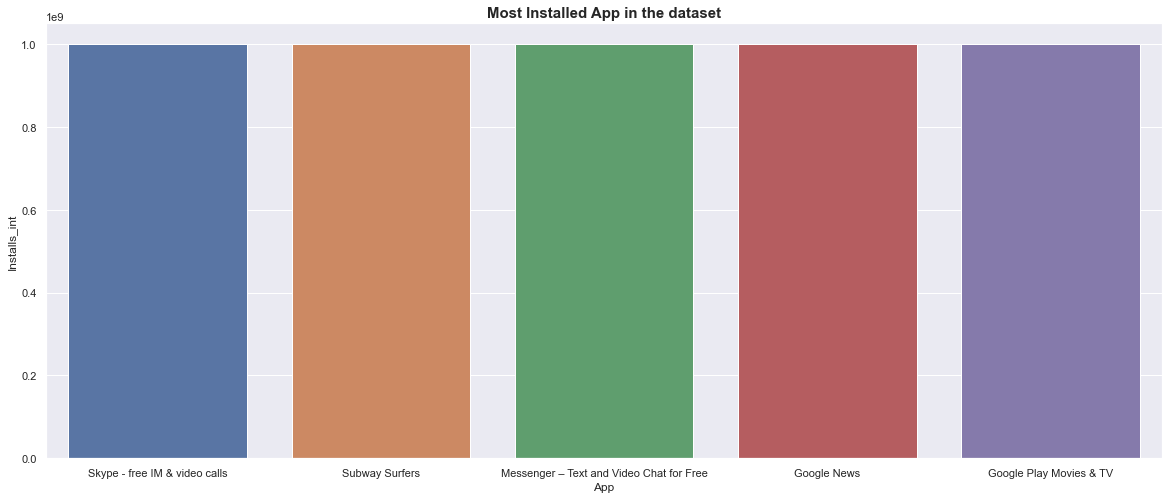 Most Installed App in the dataset
1e9
1.0
0.8
0.6
0.4
0.2
0.0
Installs_int
Skype - free IM & video calls
Subway Surfers
Messenger – Text and Video Chat for Free
Google News
Google Play Movies & TV
App